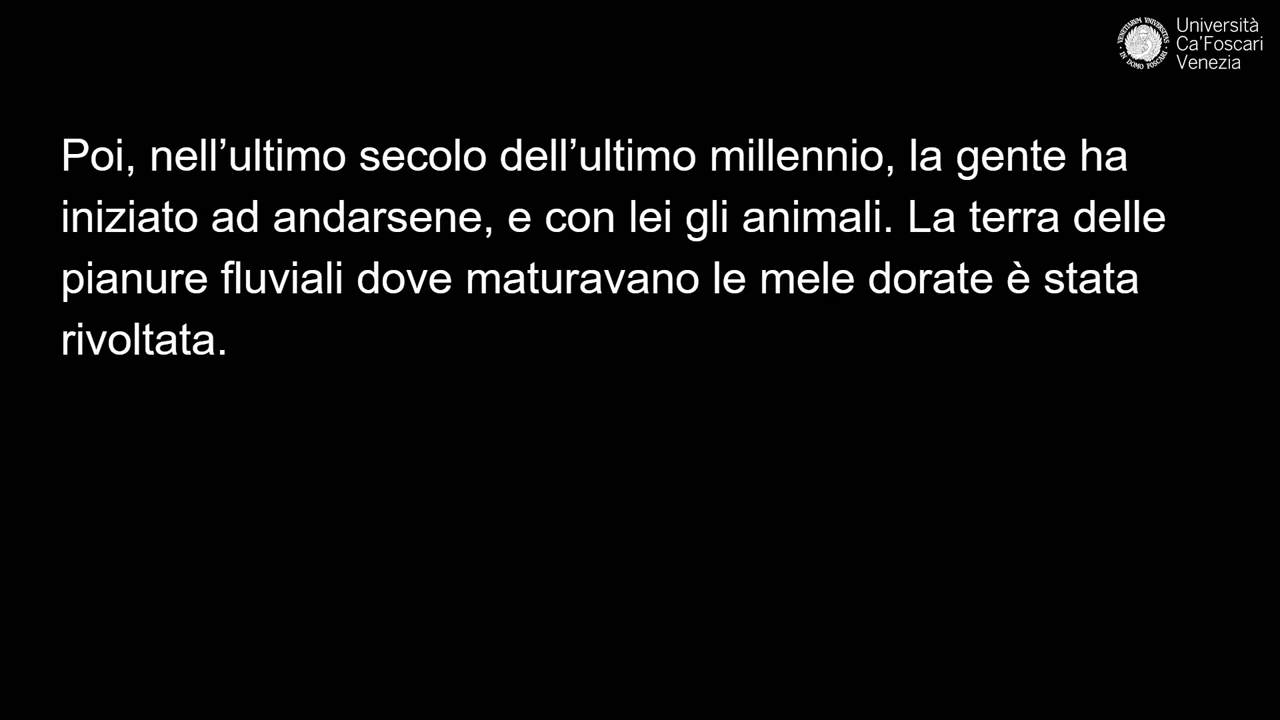 Università
Ca'Foscari
Venezia
Poi, nell’ultimo secolo dell’ultimo millennio, la gente ha
iniziato ad andarsene, e con lei gli animali. La terra delle
pianure fluviali dove maturavano le mele dorate è stata
rivoltata.